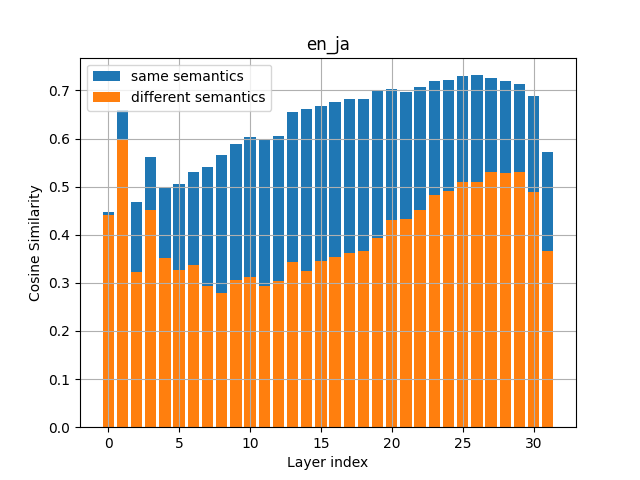 en_ja
same semantics
different semantics
Cosine Similarity
0.7
0.6
0.5
0.4
0.3
0.2
0.1
0.0
0 5 10 15 20 25 30
Layer index